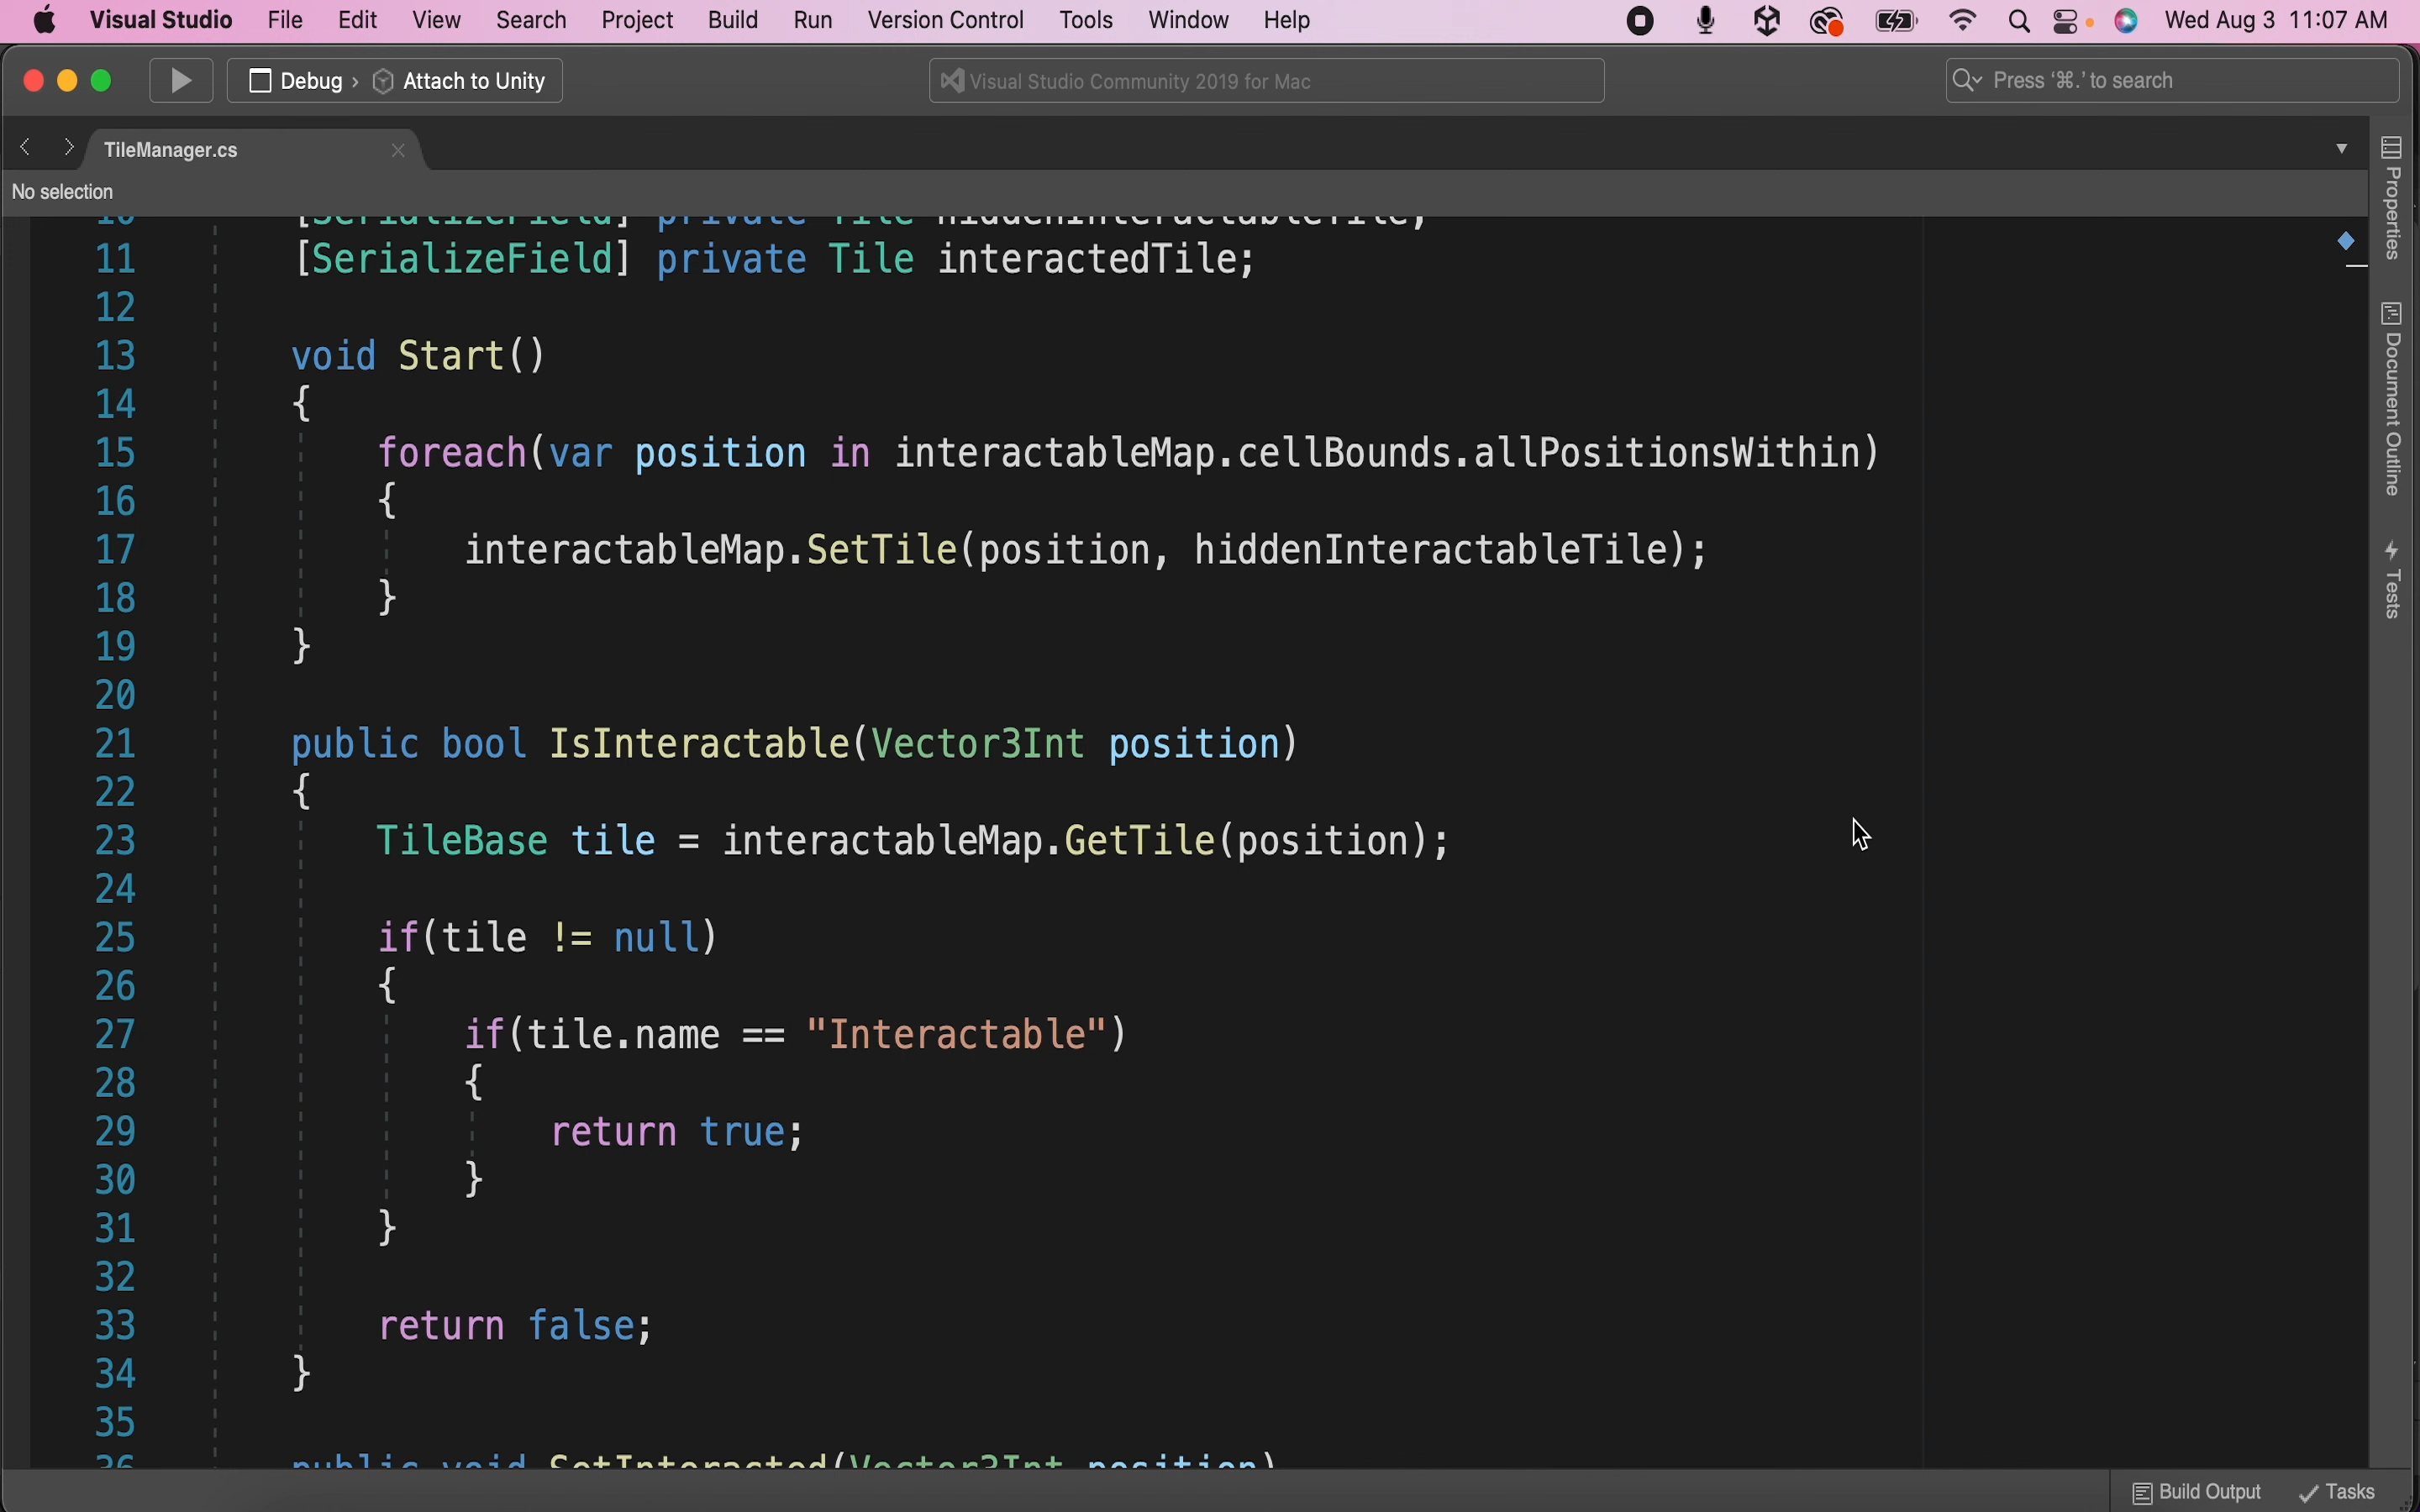 Visual Studio File Edit View Search Project Build Run Version Control Tools Window Help Wed Aug 3 11:07 AM
Debug › Attach to Unity Visual Studio Community 2019 for Mac Press ‘⌘.’ to search
TileManager.cs
No selection
10 [SerializeField] private Tile hiddenInteractableTile;
11 [SerializeField] private Tile interactedTile;
12
13 void Start()
14 {
15 foreach(var position in interactableMap.cellBounds.allPositionsWithin)
16 {
17 interactableMap.SetTile(position, hiddenInteractableTile);
18 }
19 }
20
21 public bool IsInteractable(Vector3Int position)
22 {
23 TileBase tile = interactableMap.GetTile(position);
24
25 if(tile != null)
26 {
27 if(tile.name == "Interactable")
28 {
29 return true;
30 }
31 }
32
33 return false;
34 }
35
36 public void SetInteracted(Vector3Int position)
Properties
Document Outline
Tests
Build Output Tasks